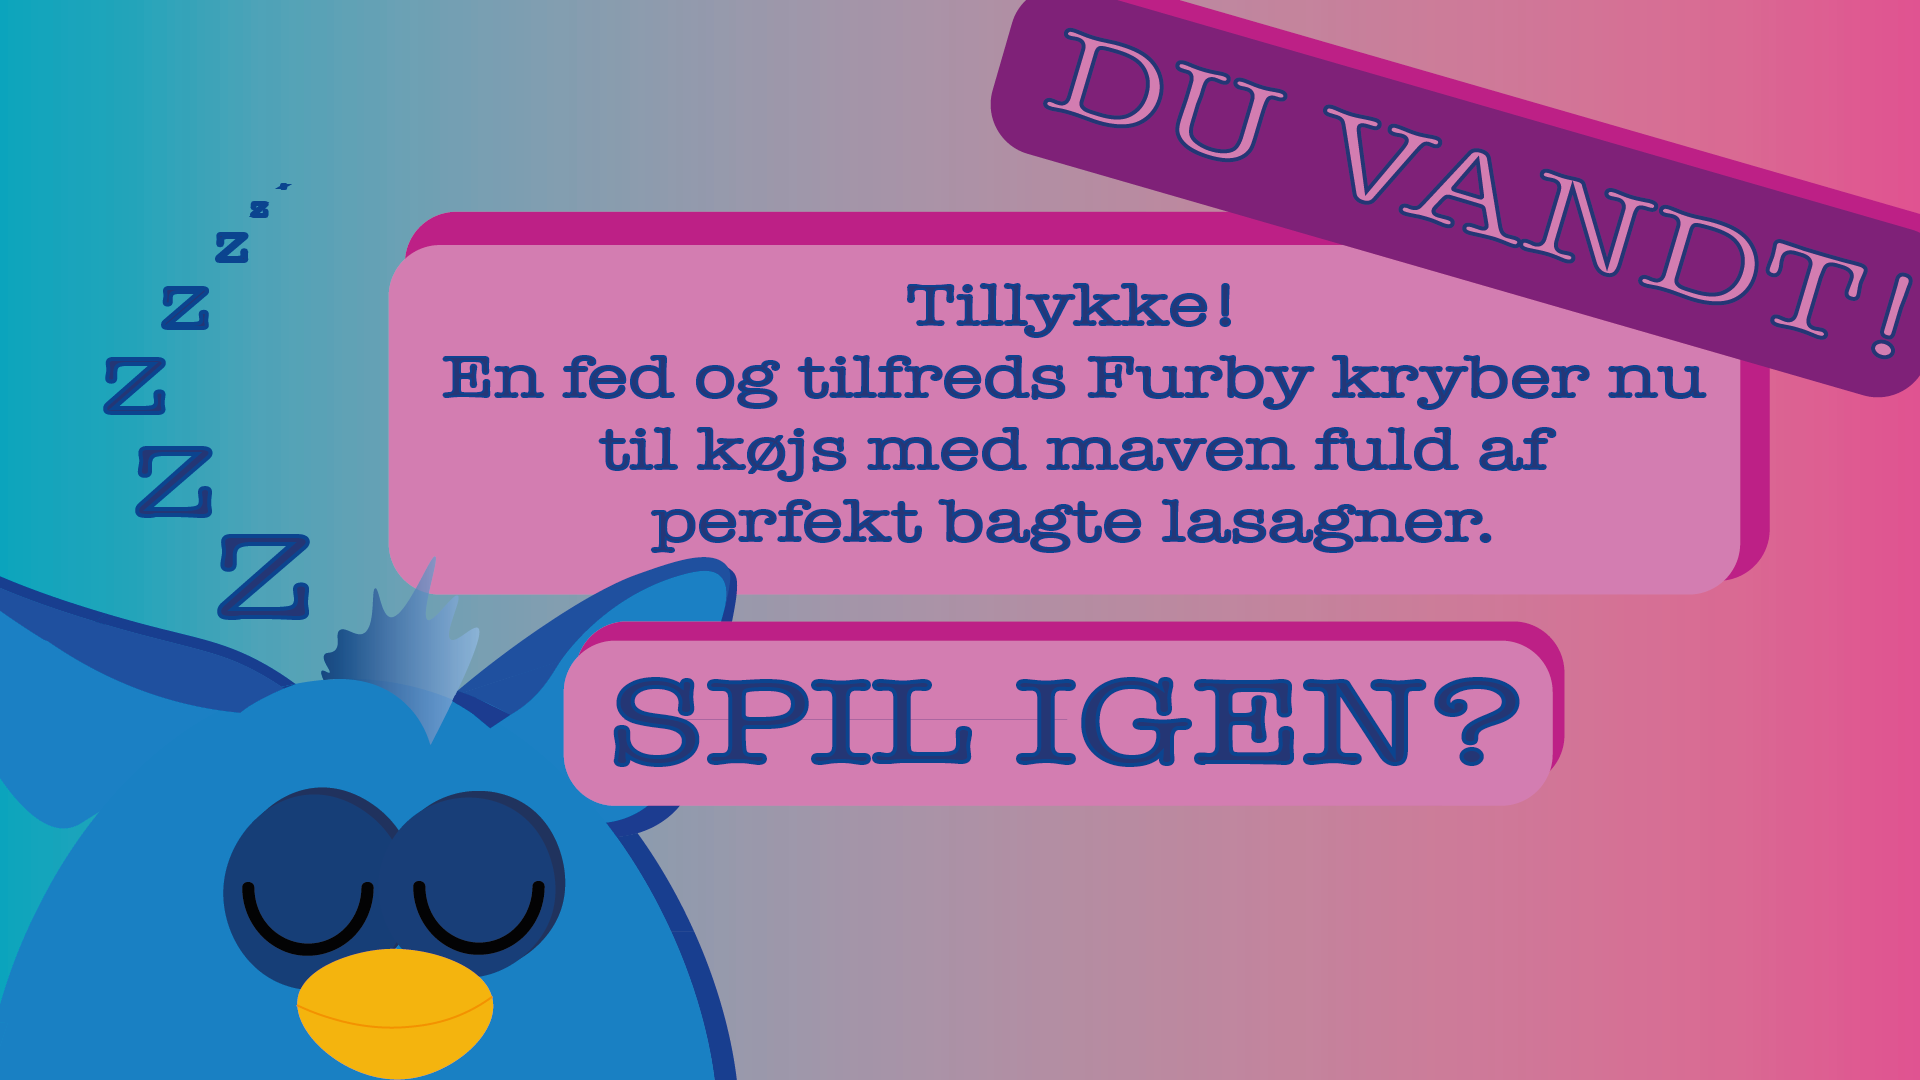 DU VANDT!
Tillykke!
En fed og tilfreds Furby kryber nu
til køjs med maven fuld af
perfekt bagte lasagner.
SPIL IGEN?
z
z
z
z
z
z